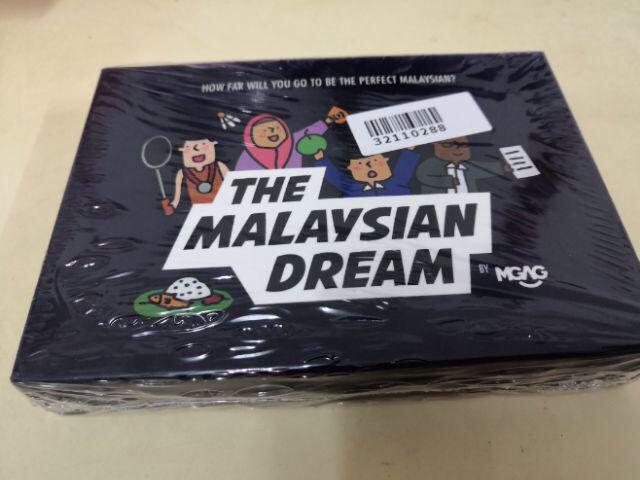 HOW FAR WILL YOU GO TO BE THE PERFECT MALAYSIAN?
32110288
THE
MALAYSIAN
DREAM
BY MGAG